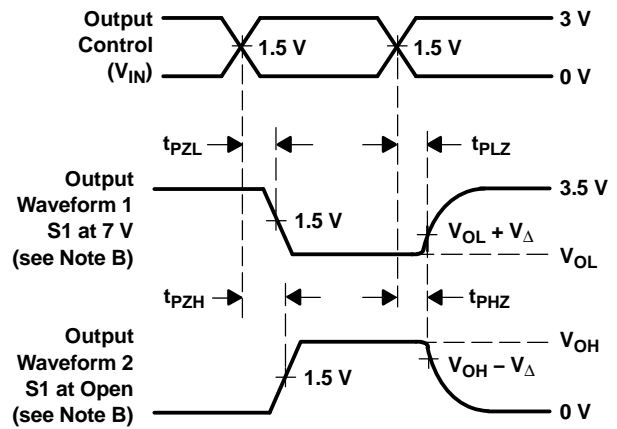 Output
Control
(VIN)
1.5 V
1.5 V
3 V
0 V
tPZL
tPLZ
Output
Waveform 1
S1 at 7 V
(see Note B)
1.5 V
3.5 V
VOL + VΔ
VOL
tPZH
tPHZ
Output
Waveform 2
S1 at Open
(see Note B)
1.5 V
VOH
VOH − VΔ
0 V